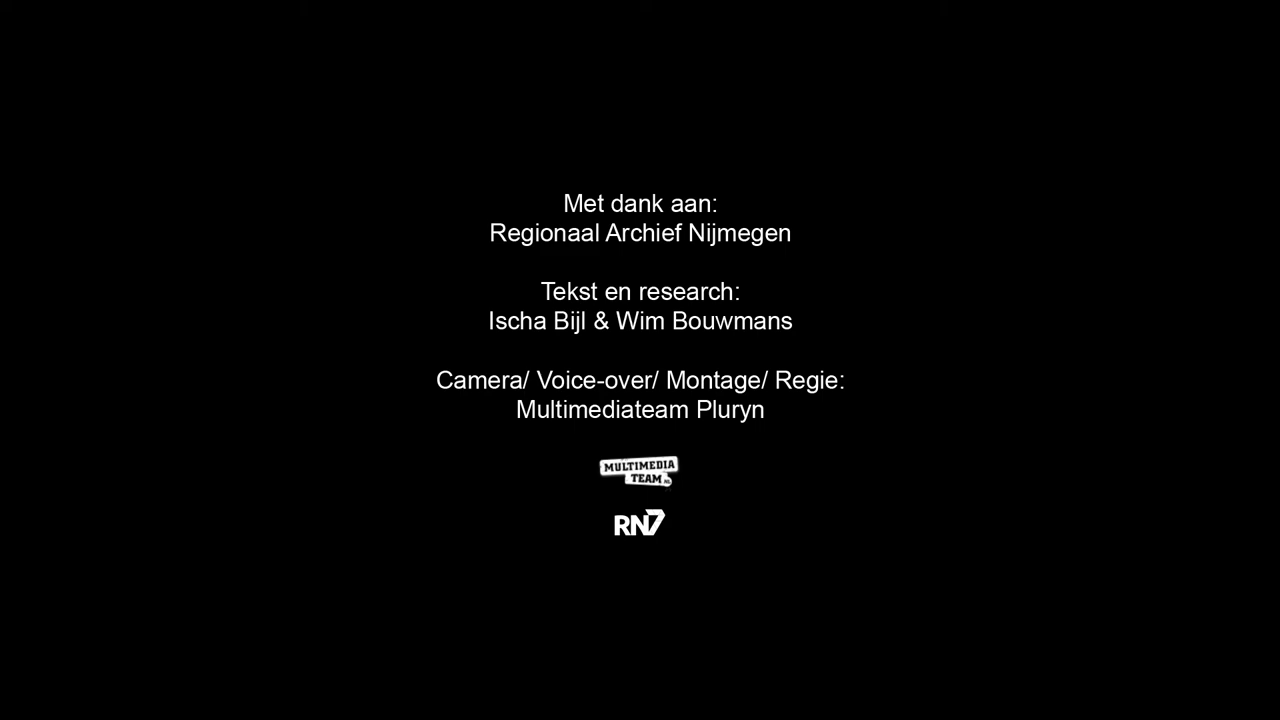 Met dank aan:
Regionaal Archief Nijmegen
Tekst en research:
Ischa Bijl & Wim Bouwmans
Camera/ Voice-over/ Montage/ Regie:
Multimediateam Pluryn
MULTIMEDIA
TEAM.NL
RN7